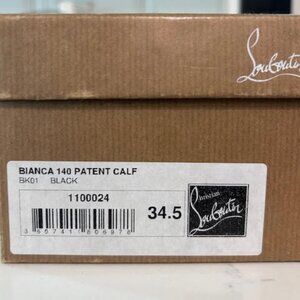 Louboutin
BIANCA 140 PATENT CALF
BK01 BLACK
1100024
34.5
Christian
Louboutin